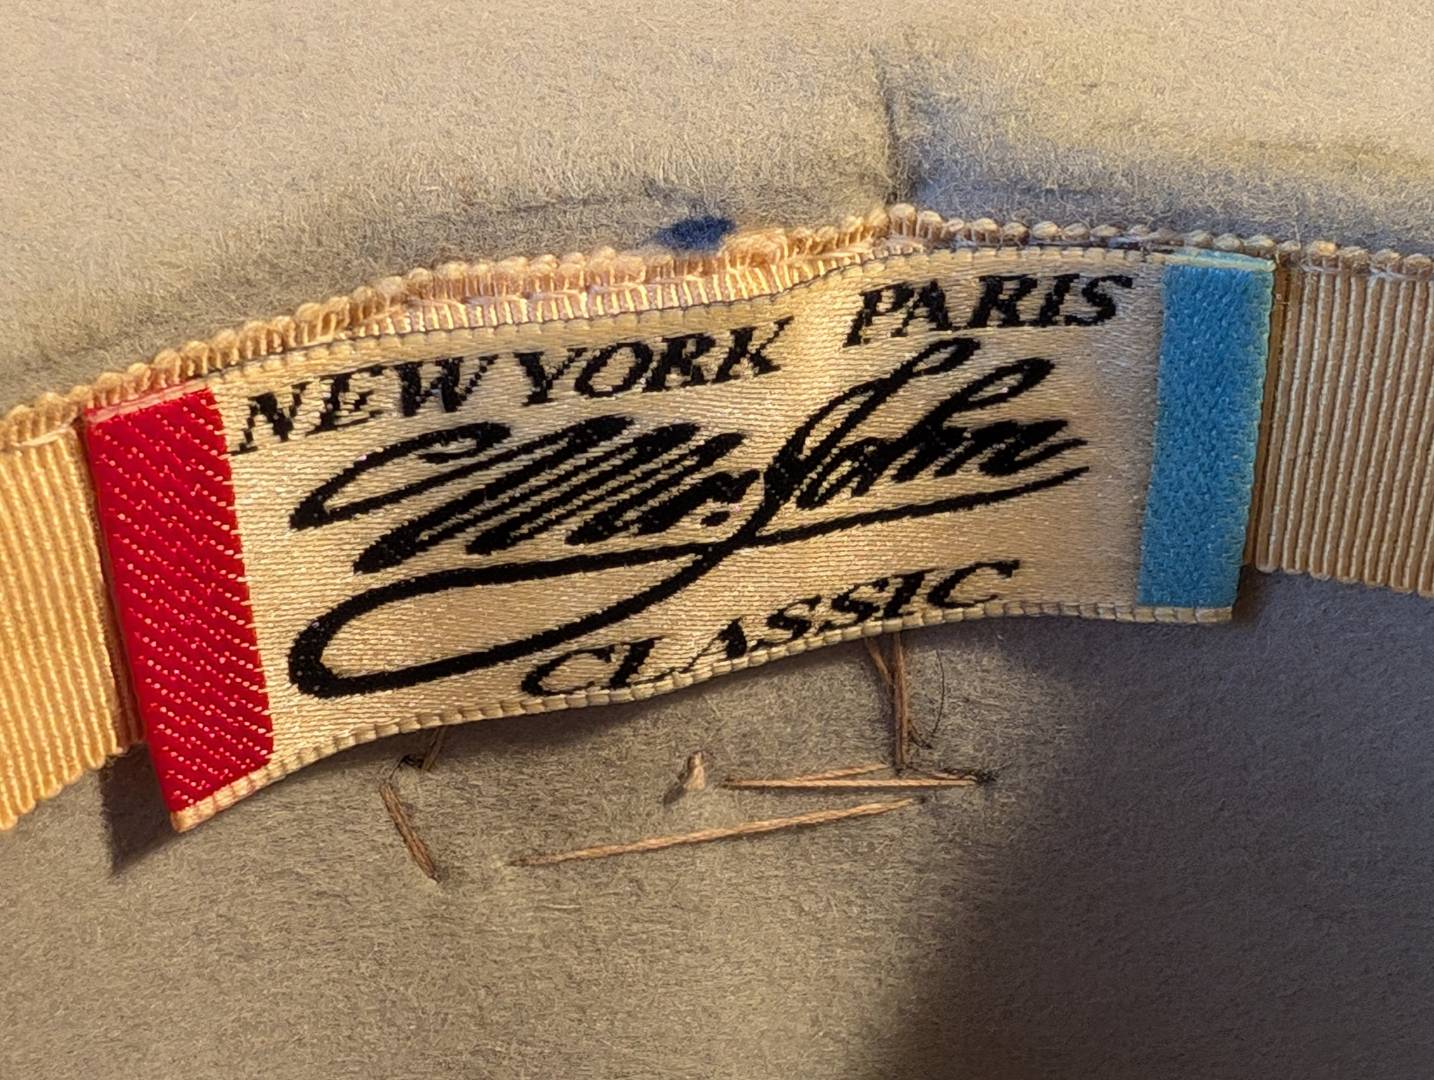 NEW YORK PARIS
Mr. John
CLASSIC